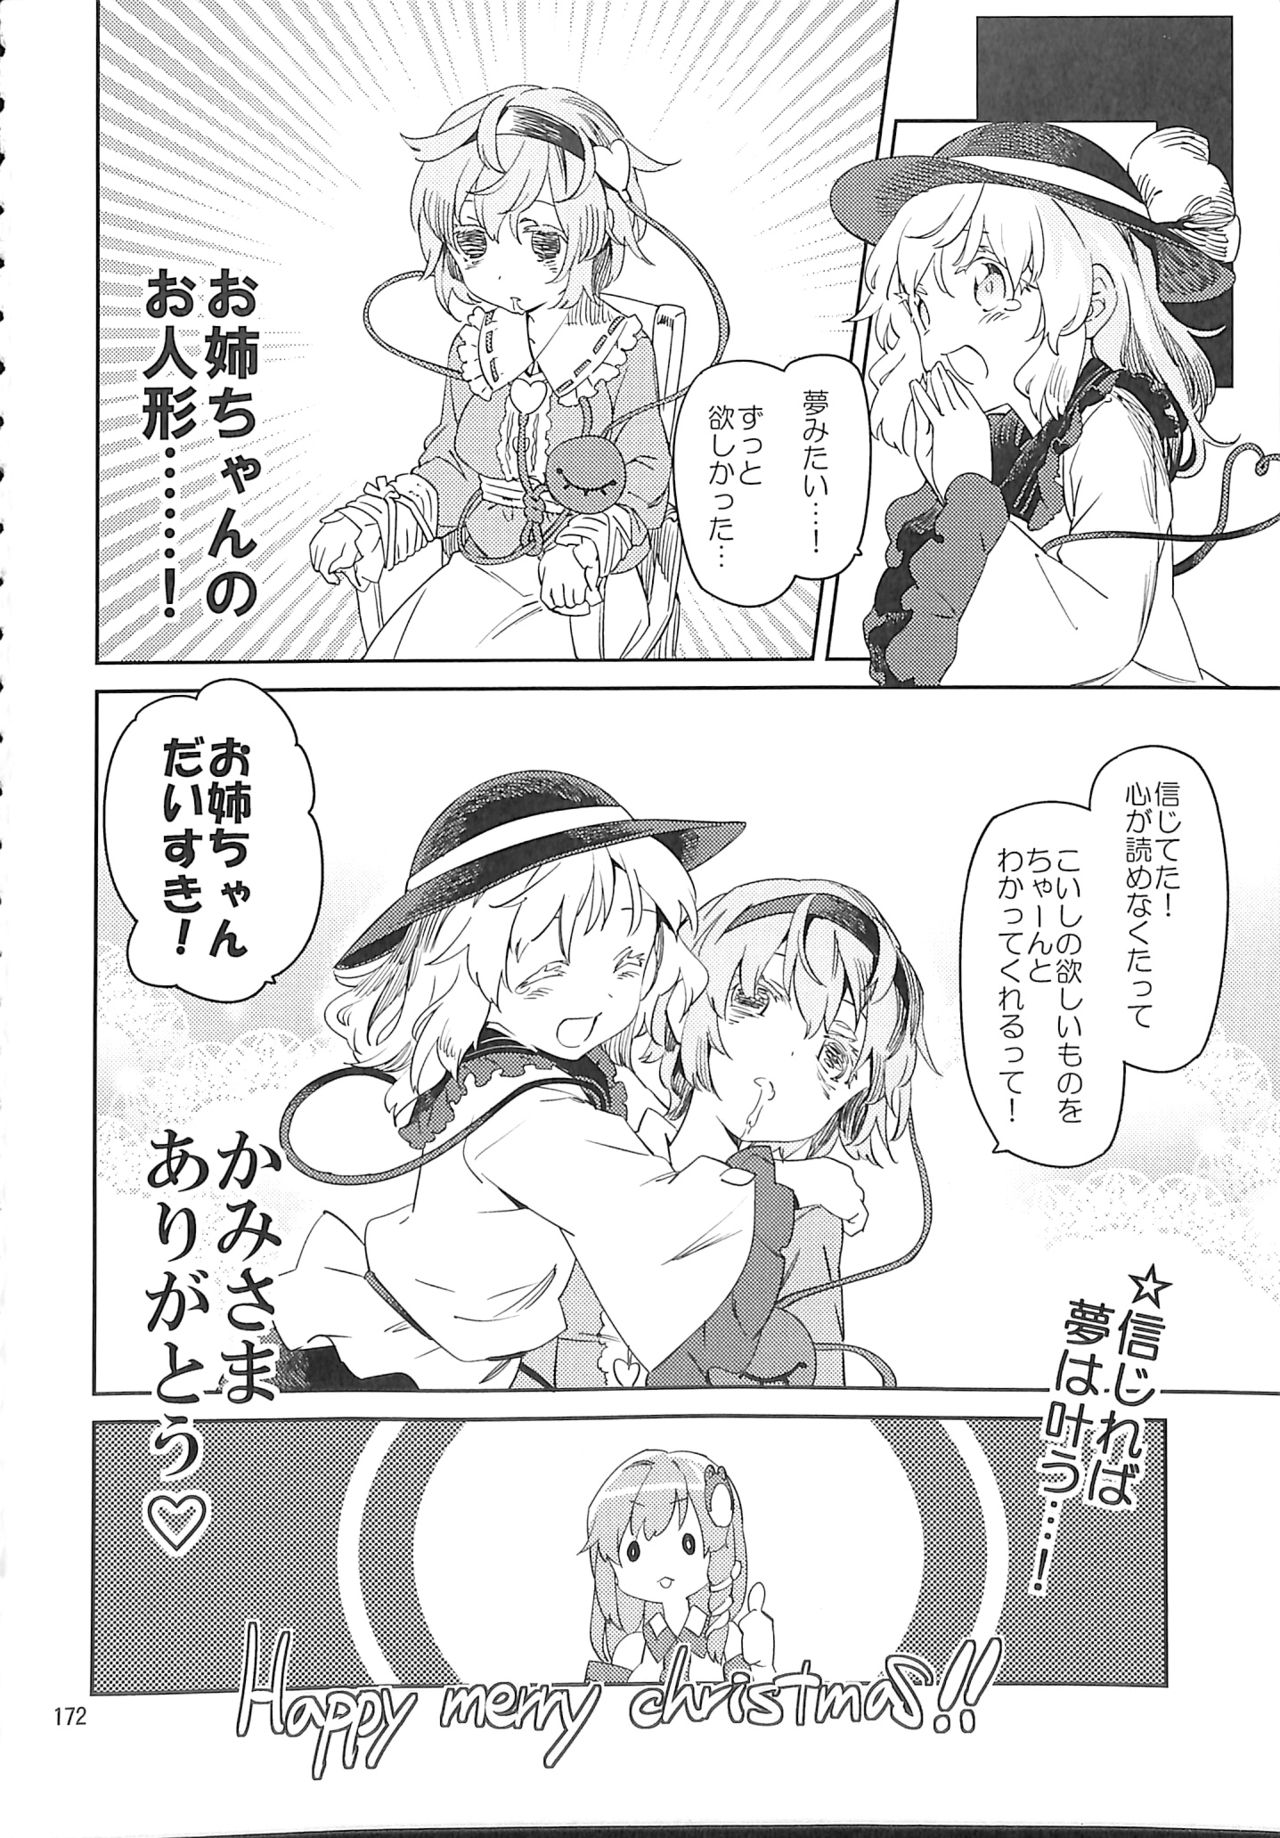 夢みたい……!
ずっと
欲しかった…
お姉ちゃんの
お人形………!
信じてた!
心が読めなくたって
こいしの欲しいものを
ちゃーんと
わかってくれるって!
お姉ちゃん
だいすき!
かみさま
ありがとう♡
☆信じれば
夢は叶う……!
Happy merry christmas!!
172